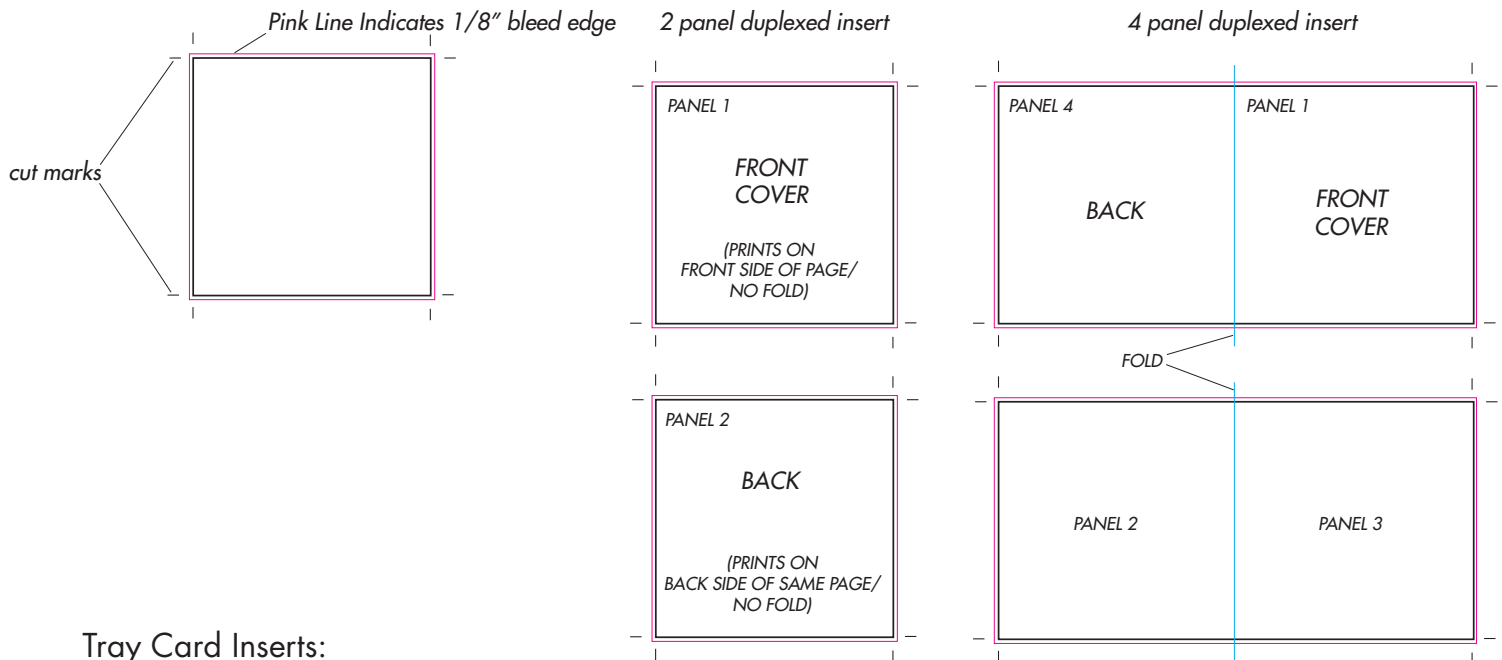 Pink Line Indicates 1/8” bleed edge
cut marks
2 panel duplexed insert
PANEL 1
FRONT
COVER
(PRINTS ON
FRONT SIDE OF PAGE/
NO FOLD)
PANEL 2
BACK
(PRINTS ON
BACK SIDE OF SAME PAGE/
NO FOLD)
4 panel duplexed insert
PANEL 4
BACK
PANEL 1
FRONT
COVER
FOLD
PANEL 2
PANEL 3
Tray Card Inserts: